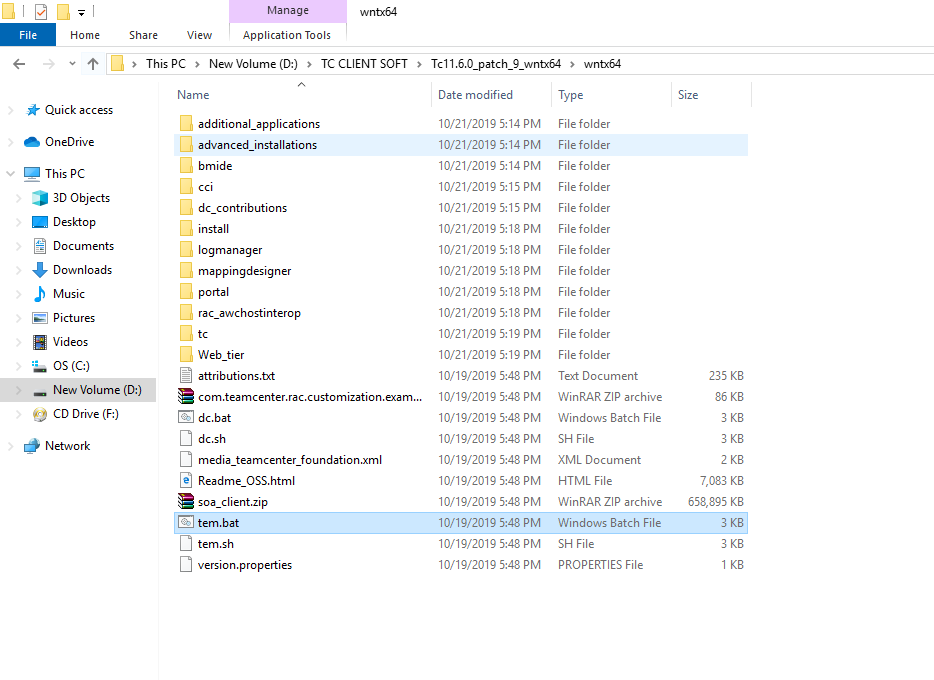 Manage
wntx64
File Home Share View Application Tools
This PC > New Volume (D:) > TC CLIENT SOFT > Tc11.6.0_patch_9_wntx64 > wntx64
Name Date modified Type Size
Quick access
OneDrive
This PC
3D Objects
Desktop
Documents
Downloads
Music
Pictures
Videos
OS (C:)
New Volume (D:)
CD Drive (F:)
Network
additional_applications 10/21/2019 5:14 PM File folder
advanced_installations 10/21/2019 5:14 PM File folder
bmide 10/21/2019 5:14 PM File folder
cci 10/21/2019 5:15 PM File folder
dc_contributions 10/21/2019 5:15 PM File folder
install 10/21/2019 5:18 PM File folder
logmanager 10/21/2019 5:18 PM File folder
mappingdesigner 10/21/2019 5:18 PM File folder
portal 10/21/2019 5:18 PM File folder
rac_awchostinterop 10/21/2019 5:19 PM File folder
tc 10/21/2019 5:19 PM File folder
Web_tier 10/21/2019 5:19 PM File folder
attributions.txt 10/19/2019 5:48 PM Text Document 235 KB
com.teamcenter.rac.customization.exam... 10/19/2019 5:48 PM WinRAR ZIP archive 86 KB
dc.bat 10/19/2019 5:48 PM Windows Batch File 3 KB
dc.sh 10/19/2019 5:48 PM SH File 3 KB
media_teamcenter_foundation.xml 10/19/2019 5:48 PM XML Document 2 KB
Readme_OSS.html 10/19/2019 5:48 PM HTML File 7,083 KB
soa_client.zip 10/19/2019 5:48 PM WinRAR ZIP archive 658,895 KB
tem.bat 10/19/2019 5:48 PM Windows Batch File 3 KB
tem.sh 10/19/2019 5:48 PM SH File 3 KB
version.properties 10/19/2019 5:48 PM PROPERTIES File 1 KB